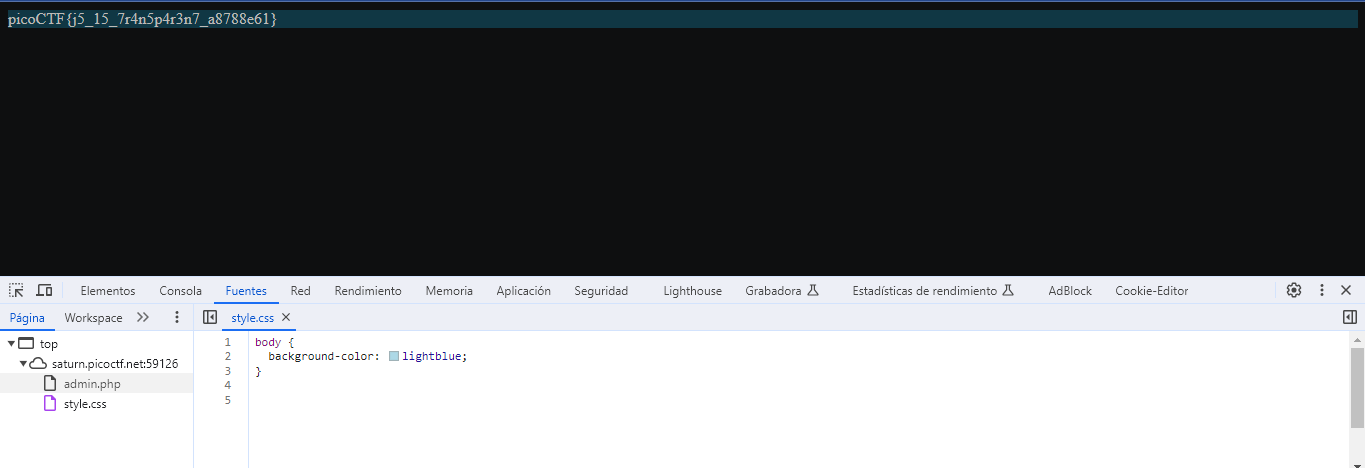 picoCTF{j5_15_7r4n5p4r3n7_a8788e61}
Elementos Consola Fuentes Red Rendimiento Memoria Aplicación Seguridad Lighthouse Grabadora Estadísticas de rendimiento AdBlock Cookie-Editor
Página Workspace style.css
top
saturn.picoctf.net:59126
admin.php
style.css
1 body {
2 background-color: lightblue;
3 }
4
5